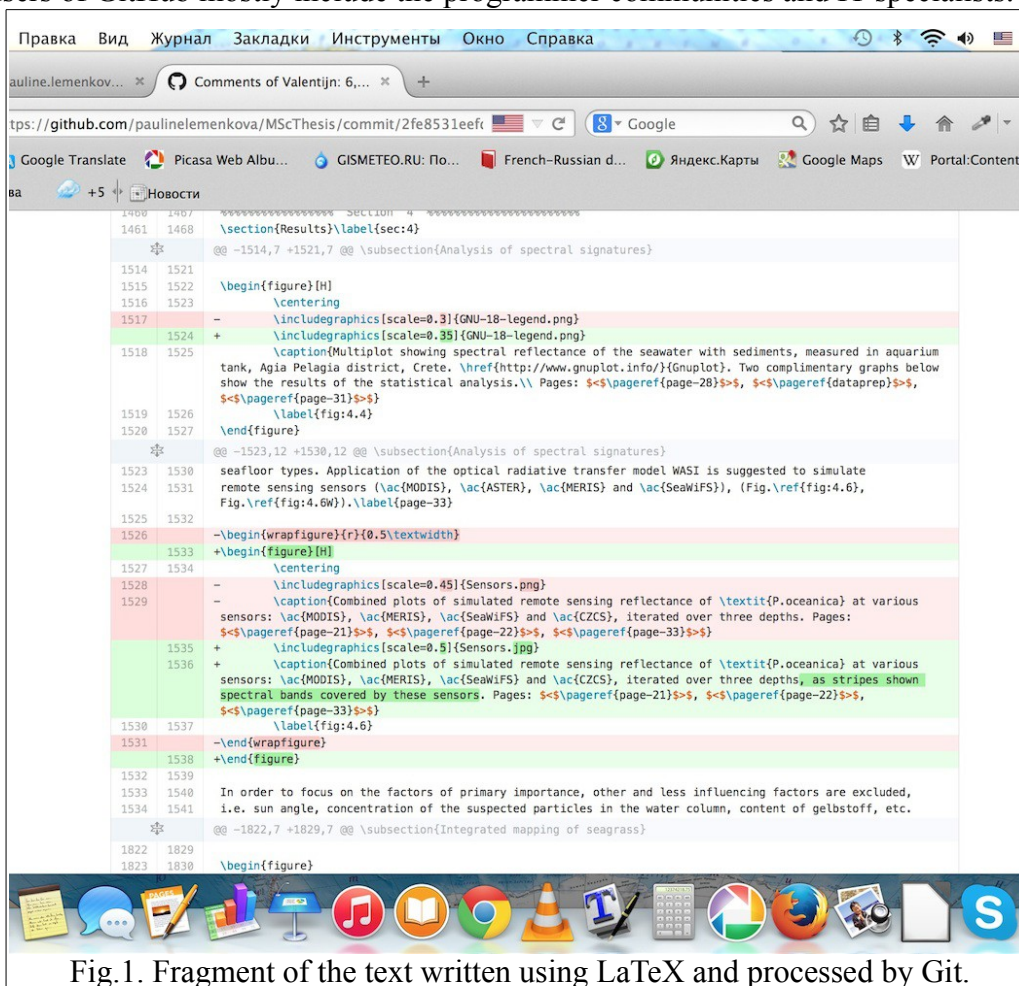 users of GitHub mostly include the programmer communities and IT specialists.
Правка Вид Журнал Закладки Инструменты Окно Справка
auline.lemenkov... × Comments of Valentijn: 6,... × +
tps://github.com/paulinelemenkova/MScThesis/commit/2fe8531eef Google
Google Translate Picasa Web Albu... GISMETEO.RU: По... French-Russian d... Яндекс.Карты Google Maps W Portal:Content
ва +5 Новости
1460 1467 %%%%%%%%%%%%%%%%% Section 4 %%%%%%%%%%%%%%%%%%%%%%%
1461 1468 \section{Results}\label{sec:4}
@@ -1514,7 +1521,7 @@ \subsection{Analysis of spectral signatures}
1514 1521
1515 1522 \begin{figure}[H]
1516 1523 \centering
1517 - \includegraphics[scale=0.3]{GNU-18-legend.png}
1524 + \includegraphics[scale=0.35]{GNU-18-legend.png}
1518 1525 \caption{Multiplot showing spectral reflectance of the seawater with sediments, measured in aquarium
tank, Agia Pelagia district, Crete. \href{http://www.gnuplot.info/}{Gnuplot}. Two complimentary graphs below
show the results of the statistical analysis.\\ Pages: $<$\pageref{page-28}$>$, $<$\pageref{dataprep}$>$,
$<$\pageref{page-31}$>$}
1519 1526 \label{fig:4.4}
1520 1527 \end{figure}
@@ -1523,12 +1530,12 @@ \subsection{Analysis of spectral signatures}
1523 1530 seafloor types. Application of the optical radiative transfer model WASI is suggested to simulate
1524 1531 remote sensing sensors (\ac{MODIS}, \ac{ASTER}, \ac{MERIS} and \ac{SeaWiFS}), (Fig.\ref{fig:4.6},
Fig.\ref{fig:4.6W}).\label{page-33}
1525 1532
1526 -\begin{wrapfigure}{r}{0.5\textwidth}
1533 +\begin{figure}[H]
1527 1534 \centering
1528 - \includegraphics[scale=0.45]{Sensors.png}
1529 - \caption{Combined plots of simulated remote sensing reflectance of \textit{P.oceanica} at various
sensors: \ac{MODIS}, \ac{MERIS}, \ac{SeaWiFS} and \ac{CZCS}, iterated over three depths. Pages:
$<$\pageref{page-21}$>$, $<$\pageref{page-22}$>$, $<$\pageref{page-33}$>$}
1535 + \includegraphics[scale=0.5]{Sensors.jpg}
1536 + \caption{Combined plots of simulated remote sensing reflectance of \textit{P.oceanica} at various
sensors: \ac{MODIS}, \ac{MERIS}, \ac{SeaWiFS} and \ac{CZCS}, iterated over three depths, as stripes shown
spectral bands covered by these sensors. Pages: $<$\pageref{page-21}$>$, $<$\pageref{page-22}$>$,
$<$\pageref{page-33}$>$}
1530 1537 \label{fig:4.6}
1531 -\end{wrapfigure}
1538 +\end{figure}
1532 1539
1533 1540 In order to focus on the factors of primary importance, other and less influencing factors are excluded,
1534 1541 i.e. sun angle, concentration of the suspected particles in the water column, content of gelbstoff, etc.
@@ -1822,7 +1829,7 @@ \subsection{Integrated mapping of seagrass}
1822 1829
1823 1830 \begin{figure}
PAGES
Fig.1. Fragment of the text written using LaTeX and processed by Git.